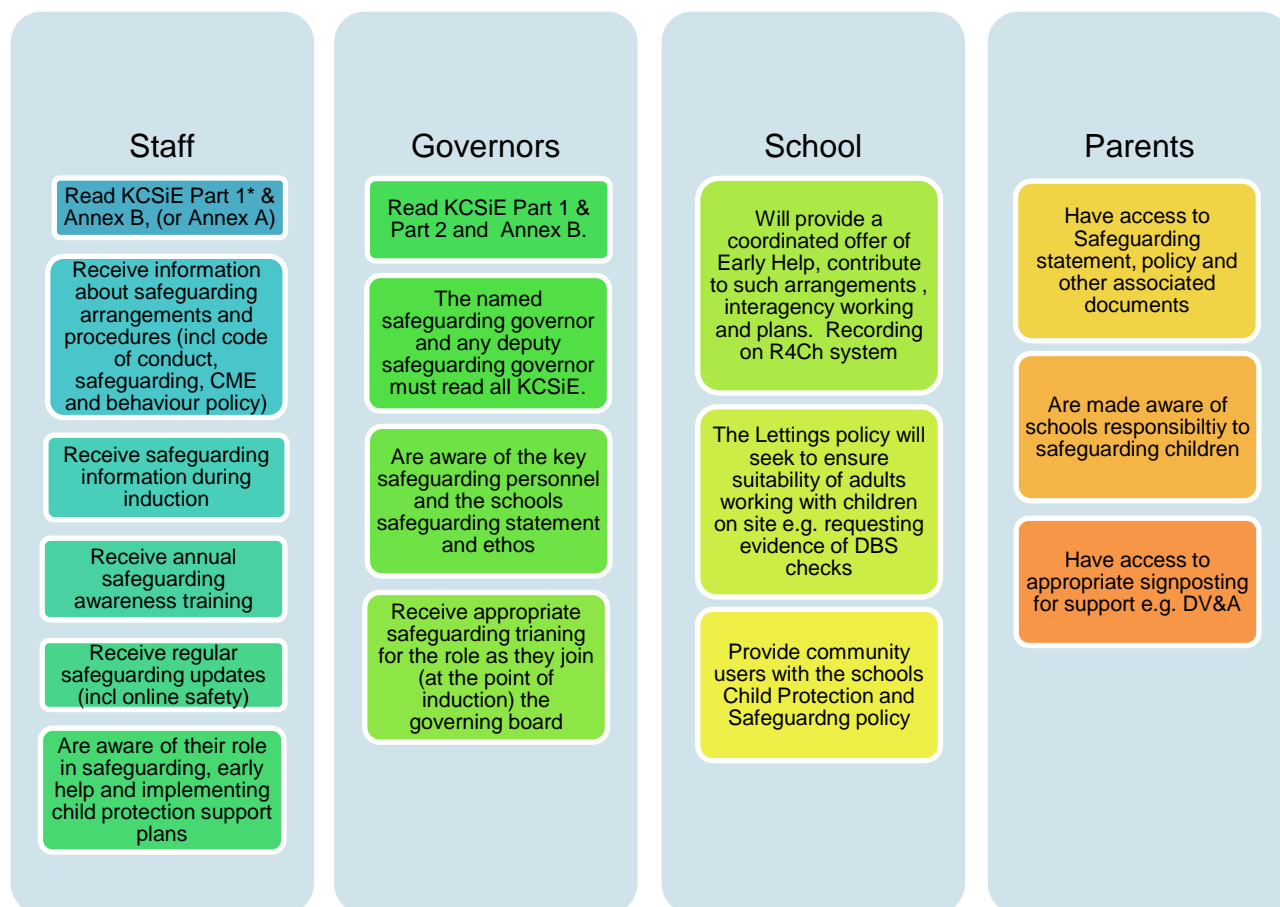 Staff
Read KCSiE Part 1* &
Annex B, (or Annex A)
Receive information
about safeguarding
arrangements and
procedures (incl code
of conduct,
safeguarding, CME
and behaviour policy)
Receive safeguarding
information during
induction
Receive annual
safeguarding
awareness training
Receive regular
safeguarding updates
(incl online safety)
Are aware of their role
in safeguarding, early
help and implementing
child protection support
plans
Governors
Read KCSiE Part 1 &
Part 2 and Annex B.
The named
safeguarding governor
and any deputy
safeguarding governor
must read all KCSiE.
Are aware of the key
safeguarding personnel
and the schools
safeguarding statement
and ethos
Receive appropriate
safeguarding trianing
for the role as they join
(at the point of
induction) the
governing board
School
Will provide a
coordinated offer of
Early Help, contribute
to such arrangements ,
interagency working
and plans. Recording
on R4Ch system
The Lettings policy will
seek to ensure
suitability of adults
working with children
on site e.g. requesting
evidence of DBS
checks
Provide community
users with the schools
Child Protection and
Safeguardng policy
Parents
Have access to
Safeguarding
statement, policy and
other associated
documents
Are made aware of
schools responsibiltiy to
safeguarding children
Have access to
appropriate signposting
for support e.g. DV&A